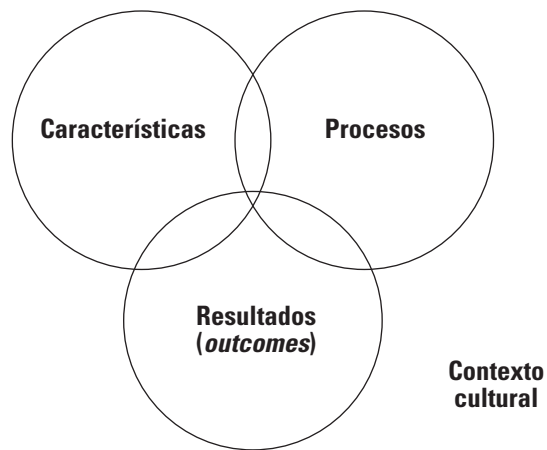 Características
Procesos
Resultados
(outcomes)
Contexto
cultural